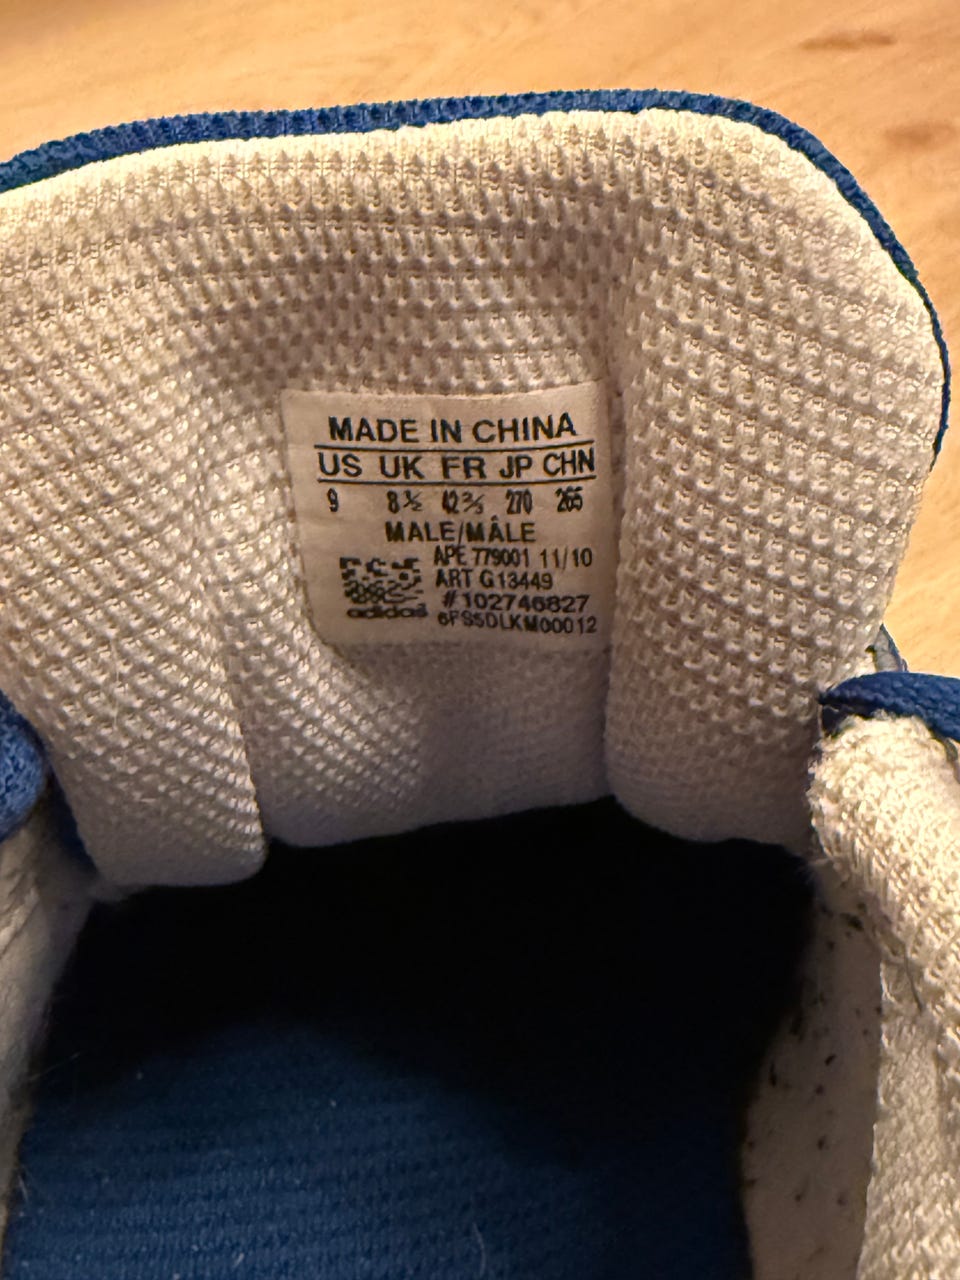 MADE IN CHINA
US UK FR JP CHN
9 8½ 42⅔ 270 265
MALE/MÂLE
APE 779001 11/10
ART G13449
#102746827
adidas 6FS5DLKM00012